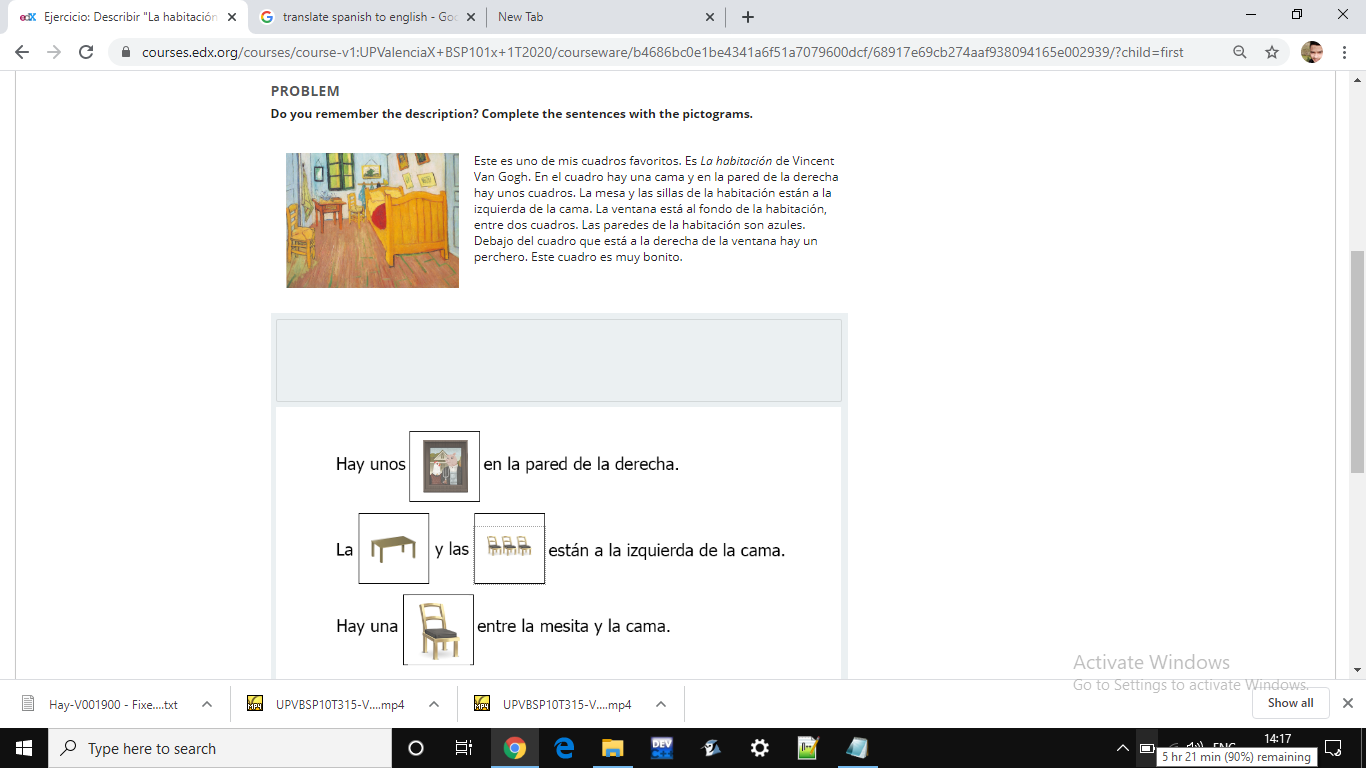 edX Ejercicio: Describir "La habitación
translate spanish to english - Goo
New Tab
courses.edx.org/courses/course-v1:UPValenciaX+BSP101x+1T2020/courseware/b4686bc0e1be4341a6f51a7079600dcf/68917e69cb274aaf938094165e002939/?child=first
PROBLEM
Do you remember the description? Complete the sentences with the pictograms.
Este es uno de mis cuadros favoritos. Es La habitación de Vincent
Van Gogh. En el cuadro hay una cama y en la pared de la derecha
hay unos cuadros. La mesa y las sillas de la habitación están a la
izquierda de la cama. La ventana está al fondo de la habitación,
entre dos cuadros. Las paredes de la habitación son azules.
Debajo del cuadro que está a la derecha de la ventana hay un
perchero. Este cuadro es muy bonito.
Hay unos en la pared de la derecha.
La y las están a la izquierda de la cama.
Hay una entre la mesita y la cama.
Activate Windows
Go to Settings to activate Windows.
Hay-V001900 - Fixe....txt
UPVBSP10T315-V....mp4
UPVBSP10T315-V....mp4
Show all
Type here to search
DEV
ENG
14:17
5 hr 21 min (90%) remaining